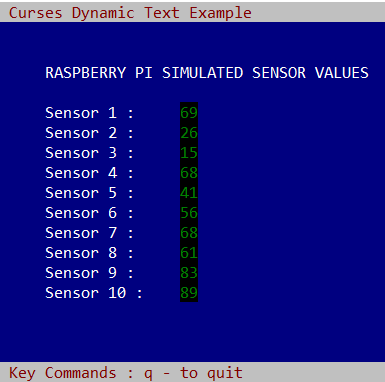 Curses Dynamic Text Example
RASPBERRY PI SIMULATED SENSOR VALUES
Sensor 1 : 69
Sensor 2 : 26
Sensor 3 : 15
Sensor 4 : 68
Sensor 5 : 41
Sensor 6 : 56
Sensor 7 : 68
Sensor 8 : 61
Sensor 9 : 83
Sensor 10 : 89
Key Commands : q - to quit